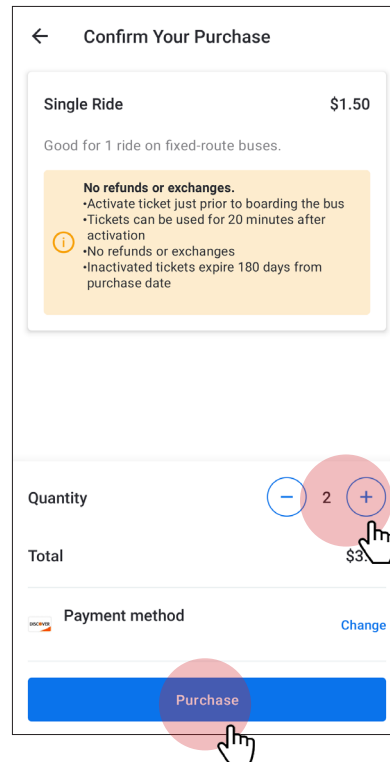 Confirm Your Purchase
Single Ride $1.50
Good for 1 ride on fixed-route buses.
No refunds or exchanges.
•Activate ticket just prior to boarding the bus
•Tickets can be used for 20 minutes after
activation
•No refunds or exchanges
•Inactivated tickets expire 180 days from
purchase date
Quantity − 2 +
Total $3.
Payment method
DISCOVER
Change
Purchase